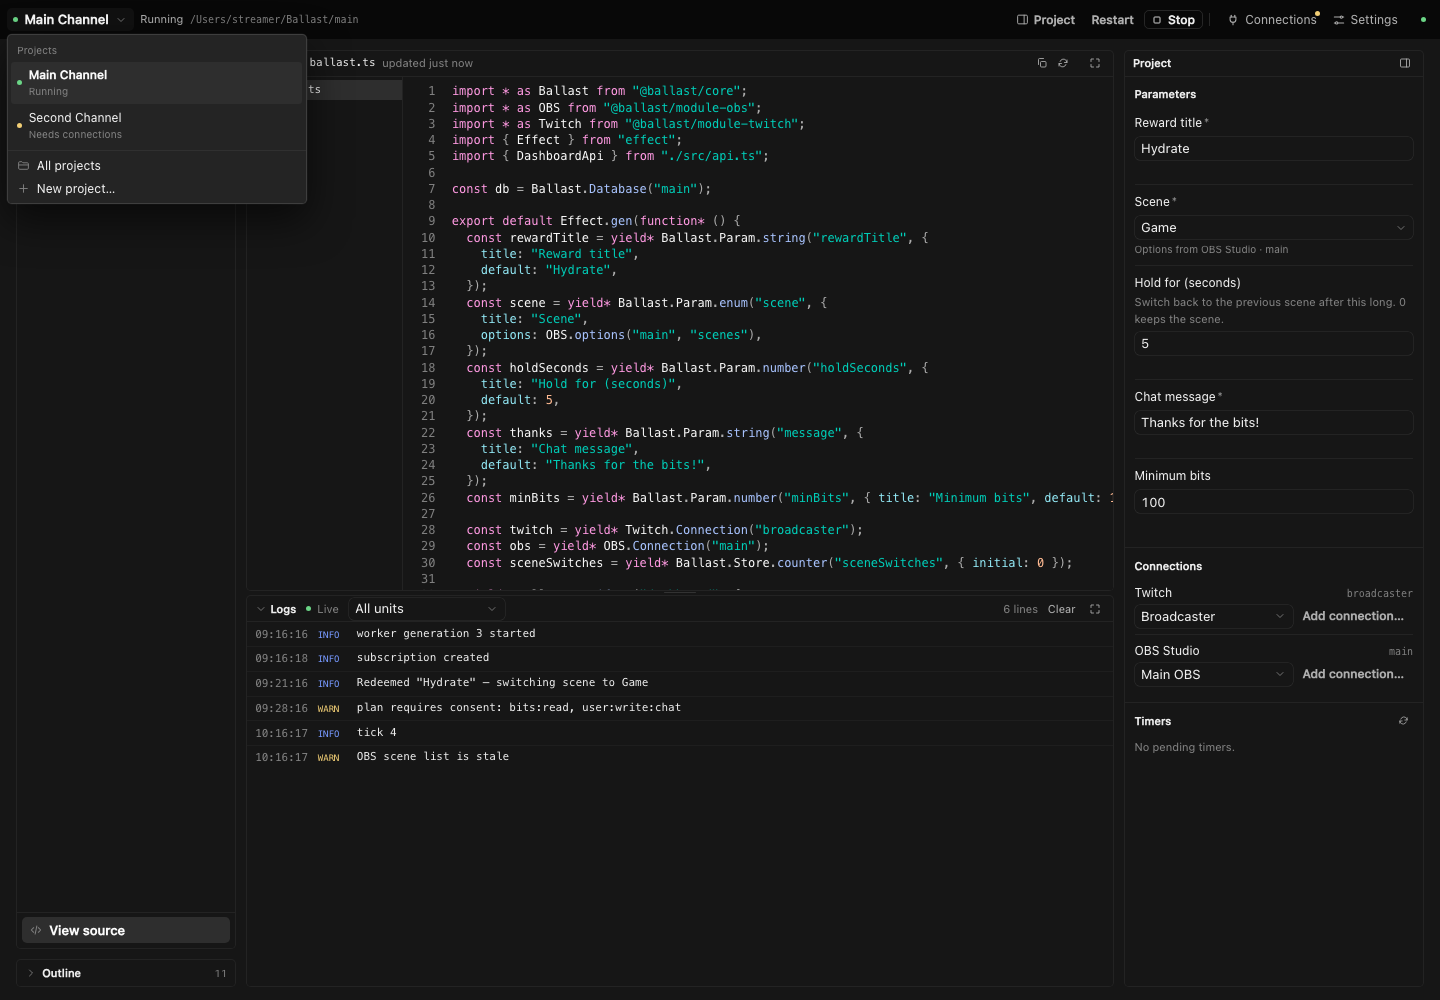 Main Channel
Running /Users/streamer/Ballast/main
Project Restart Stop Connections Settings
Projects
Main Channel
Running
Second Channel
Needs connections
All projects
New project...
View source
Outline 11
ballast.ts updated just now
ts
1 import * as Ballast from "@ballast/core";
2 import * as OBS from "@ballast/module-obs";
3 import * as Twitch from "@ballast/module-twitch";
4 import { Effect } from "effect";
5 import { DashboardApi } from "./src/api.ts";
6
7 const db = Ballast.Database("main");
8
9 export default Effect.gen(function* () {
10 const rewardTitle = yield* Ballast.Param.string("rewardTitle", {
11 title: "Reward title",
12 default: "Hydrate",
13 });
14 const scene = yield* Ballast.Param.enum("scene", {
15 title: "Scene",
16 options: OBS.options("main", "scenes"),
17 });
18 const holdSeconds = yield* Ballast.Param.number("holdSeconds", {
19 title: "Hold for (seconds)",
20 default: 5,
21 });
22 const thanks = yield* Ballast.Param.string("message", {
23 title: "Chat message",
24 default: "Thanks for the bits!",
25 });
26 const minBits = yield* Ballast.Param.number("minBits", { title: "Minimum bits", default: 1
27
28 const twitch = yield* Twitch.Connection("broadcaster");
29 const obs = yield* OBS.Connection("main");
30 const sceneSwitches = yield* Ballast.Store.counter("sceneSwitches", { initial: 0 });
31
Logs Live All units 6 lines Clear
09:16:16 INFO worker generation 3 started
09:16:18 INFO subscription created
09:21:16 INFO Redeemed "Hydrate" — switching scene to Game
09:28:16 WARN plan requires consent: bits:read, user:write:chat
10:16:17 INFO tick 4
10:16:17 WARN OBS scene list is stale
Project
Parameters
Reward title*
Hydrate
Scene*
Game
Options from OBS Studio · main
Hold for (seconds)
Switch back to the previous scene after this long. 0
keeps the scene.
5
Chat message*
Thanks for the bits!
Minimum bits
100
Connections
Twitch broadcaster
Broadcaster Add connection...
OBS Studio main
Main OBS Add connection...
Timers
No pending timers.